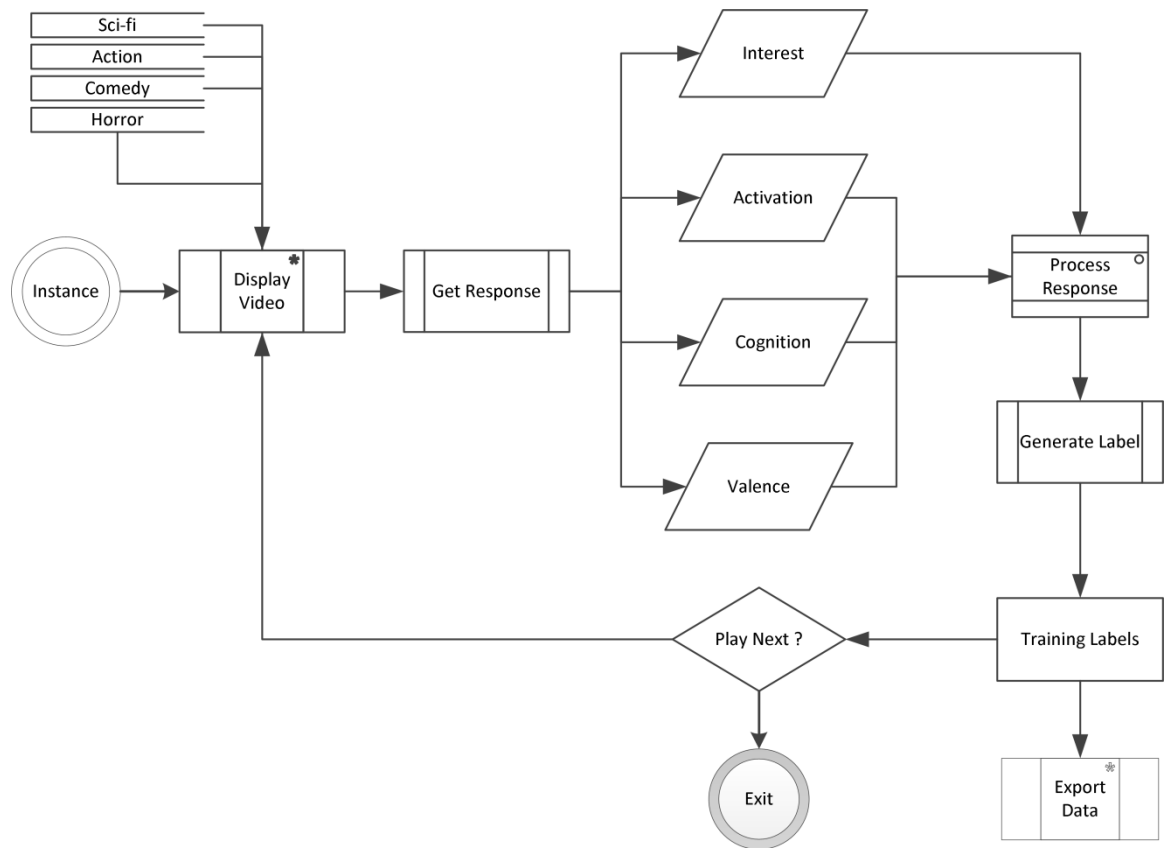 Sci-fi
Action
Comedy
Horror
Instance
Display
Video
Get Response
Interest
Activation
Cognition
Valence
Process
Response
Generate Label
Training Labels
Play Next ?
Exit
Export
Data